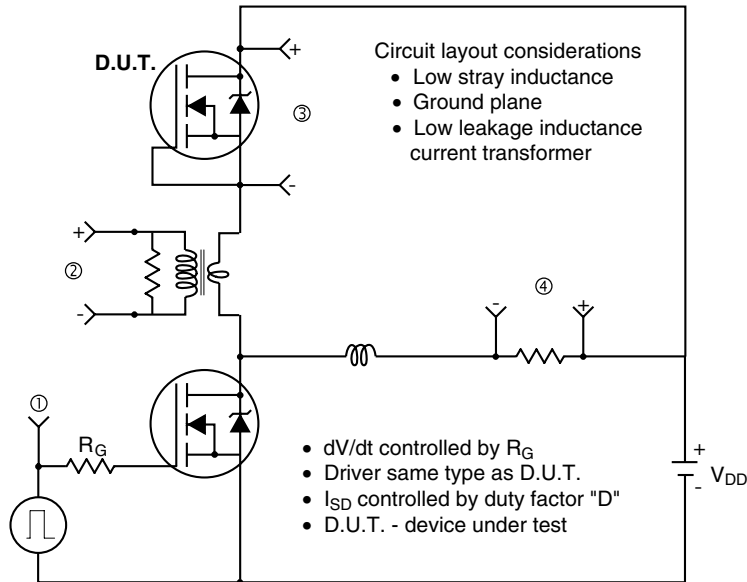 D.U.T.
+
Circuit layout considerations
• Low stray inductance
• Ground plane
• Low leakage inductance
current transformer
③
-
+
②
-
④
-
+
①
R_G
• dV/dt controlled by R_G
• Driver same type as D.U.T.
• I_SD controlled by duty factor "D"
• D.U.T. - device under test
+
V_DD
-